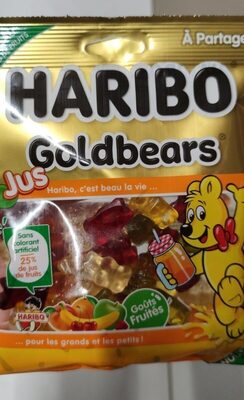 À Partage
HARIBO
Goldbears
Jus
Haribo, c'est beau la vie ...
Sans
colorant
artificiel
25%
de jus
de fruits
HARIBO
Goûts
Fruités
... pour les grands et les petits !